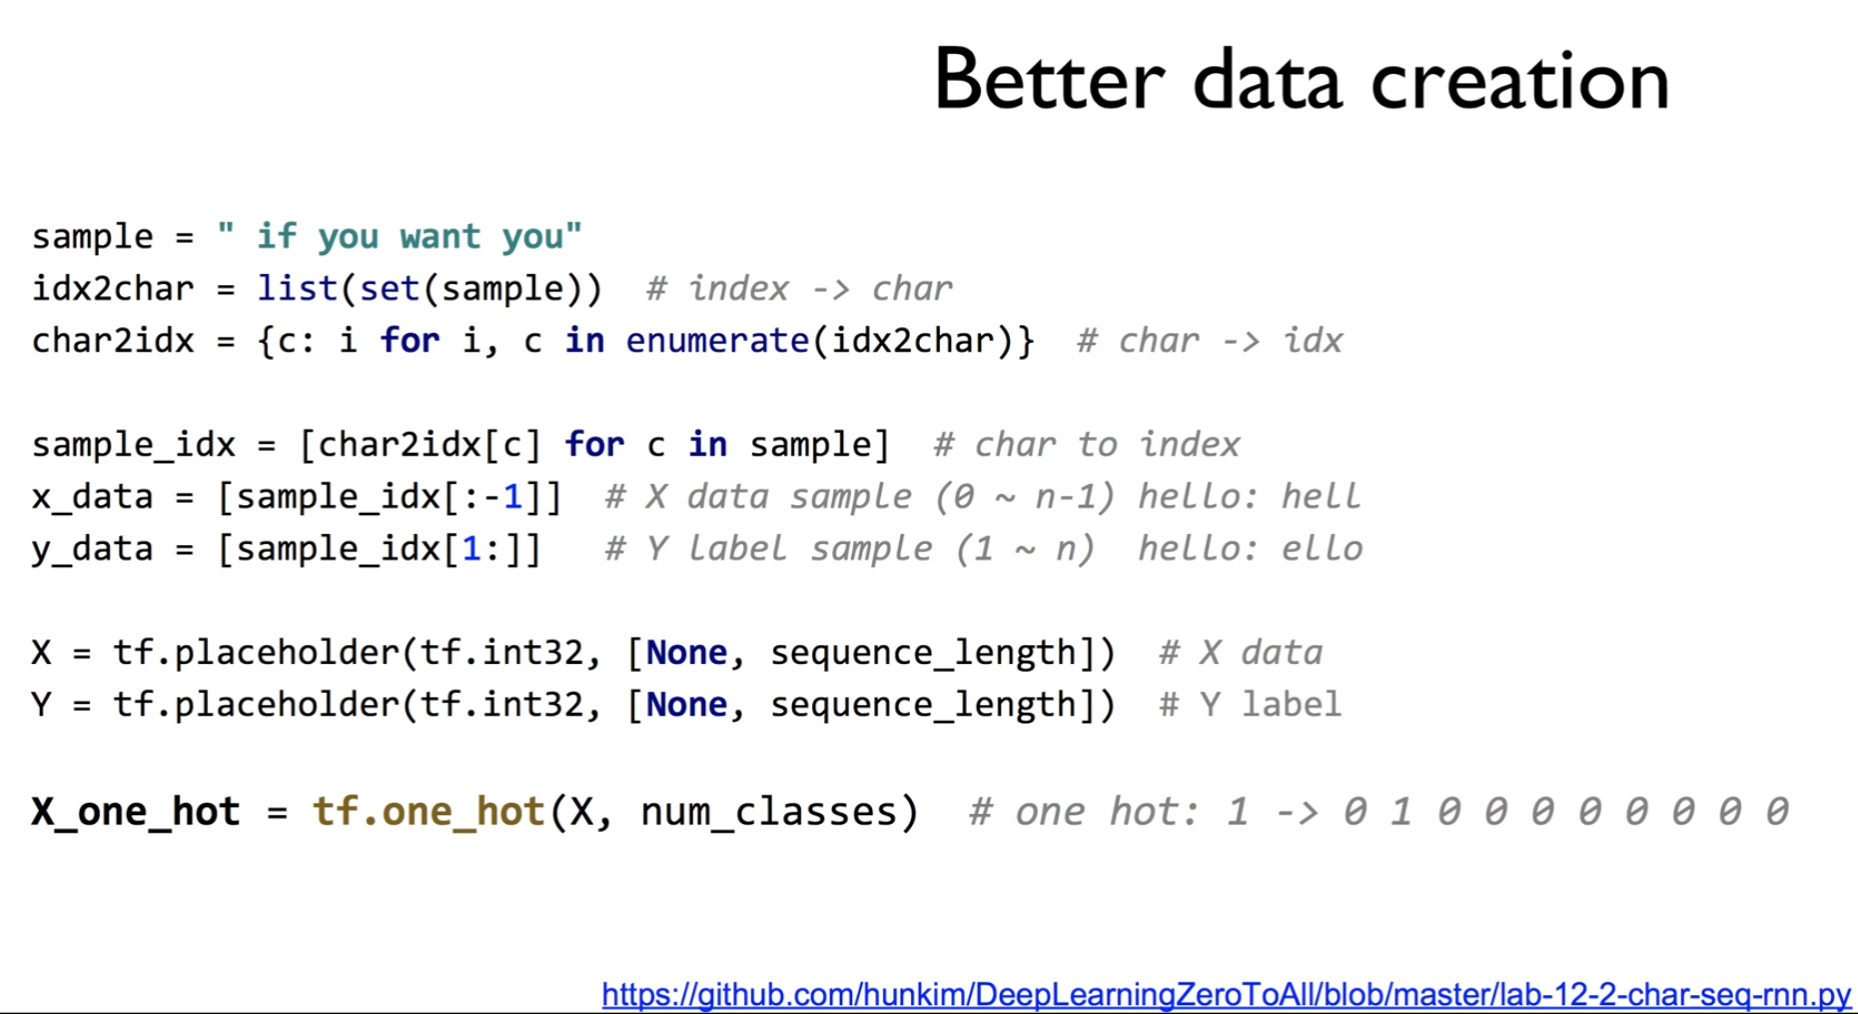 Better data creation
sample = " if you want you"
idx2char = list(set(sample))  # index -> char
char2idx = {c: i for i, c in enumerate(idx2char)}  # char -> idx
sample_idx = [char2idx[c] for c in sample]  # char to index
x_data = [sample_idx[:-1]]  # X data sample (0 ~ n-1) hello: hell
y_data = [sample_idx[1:]]   # Y label sample (1 ~ n)  hello: ello
X = tf.placeholder(tf.int32, [None, sequence_length])  # X data
Y = tf.placeholder(tf.int32, [None, sequence_length])  # Y label
X_one_hot = tf.one_hot(X, num_classes)  # one hot: 1 -> 0 1 0 0 0 0 0 0 0 0
https://github.com/hunkim/DeepLearningZeroToAll/blob/master/lab-12-2-char-seq-rnn.py